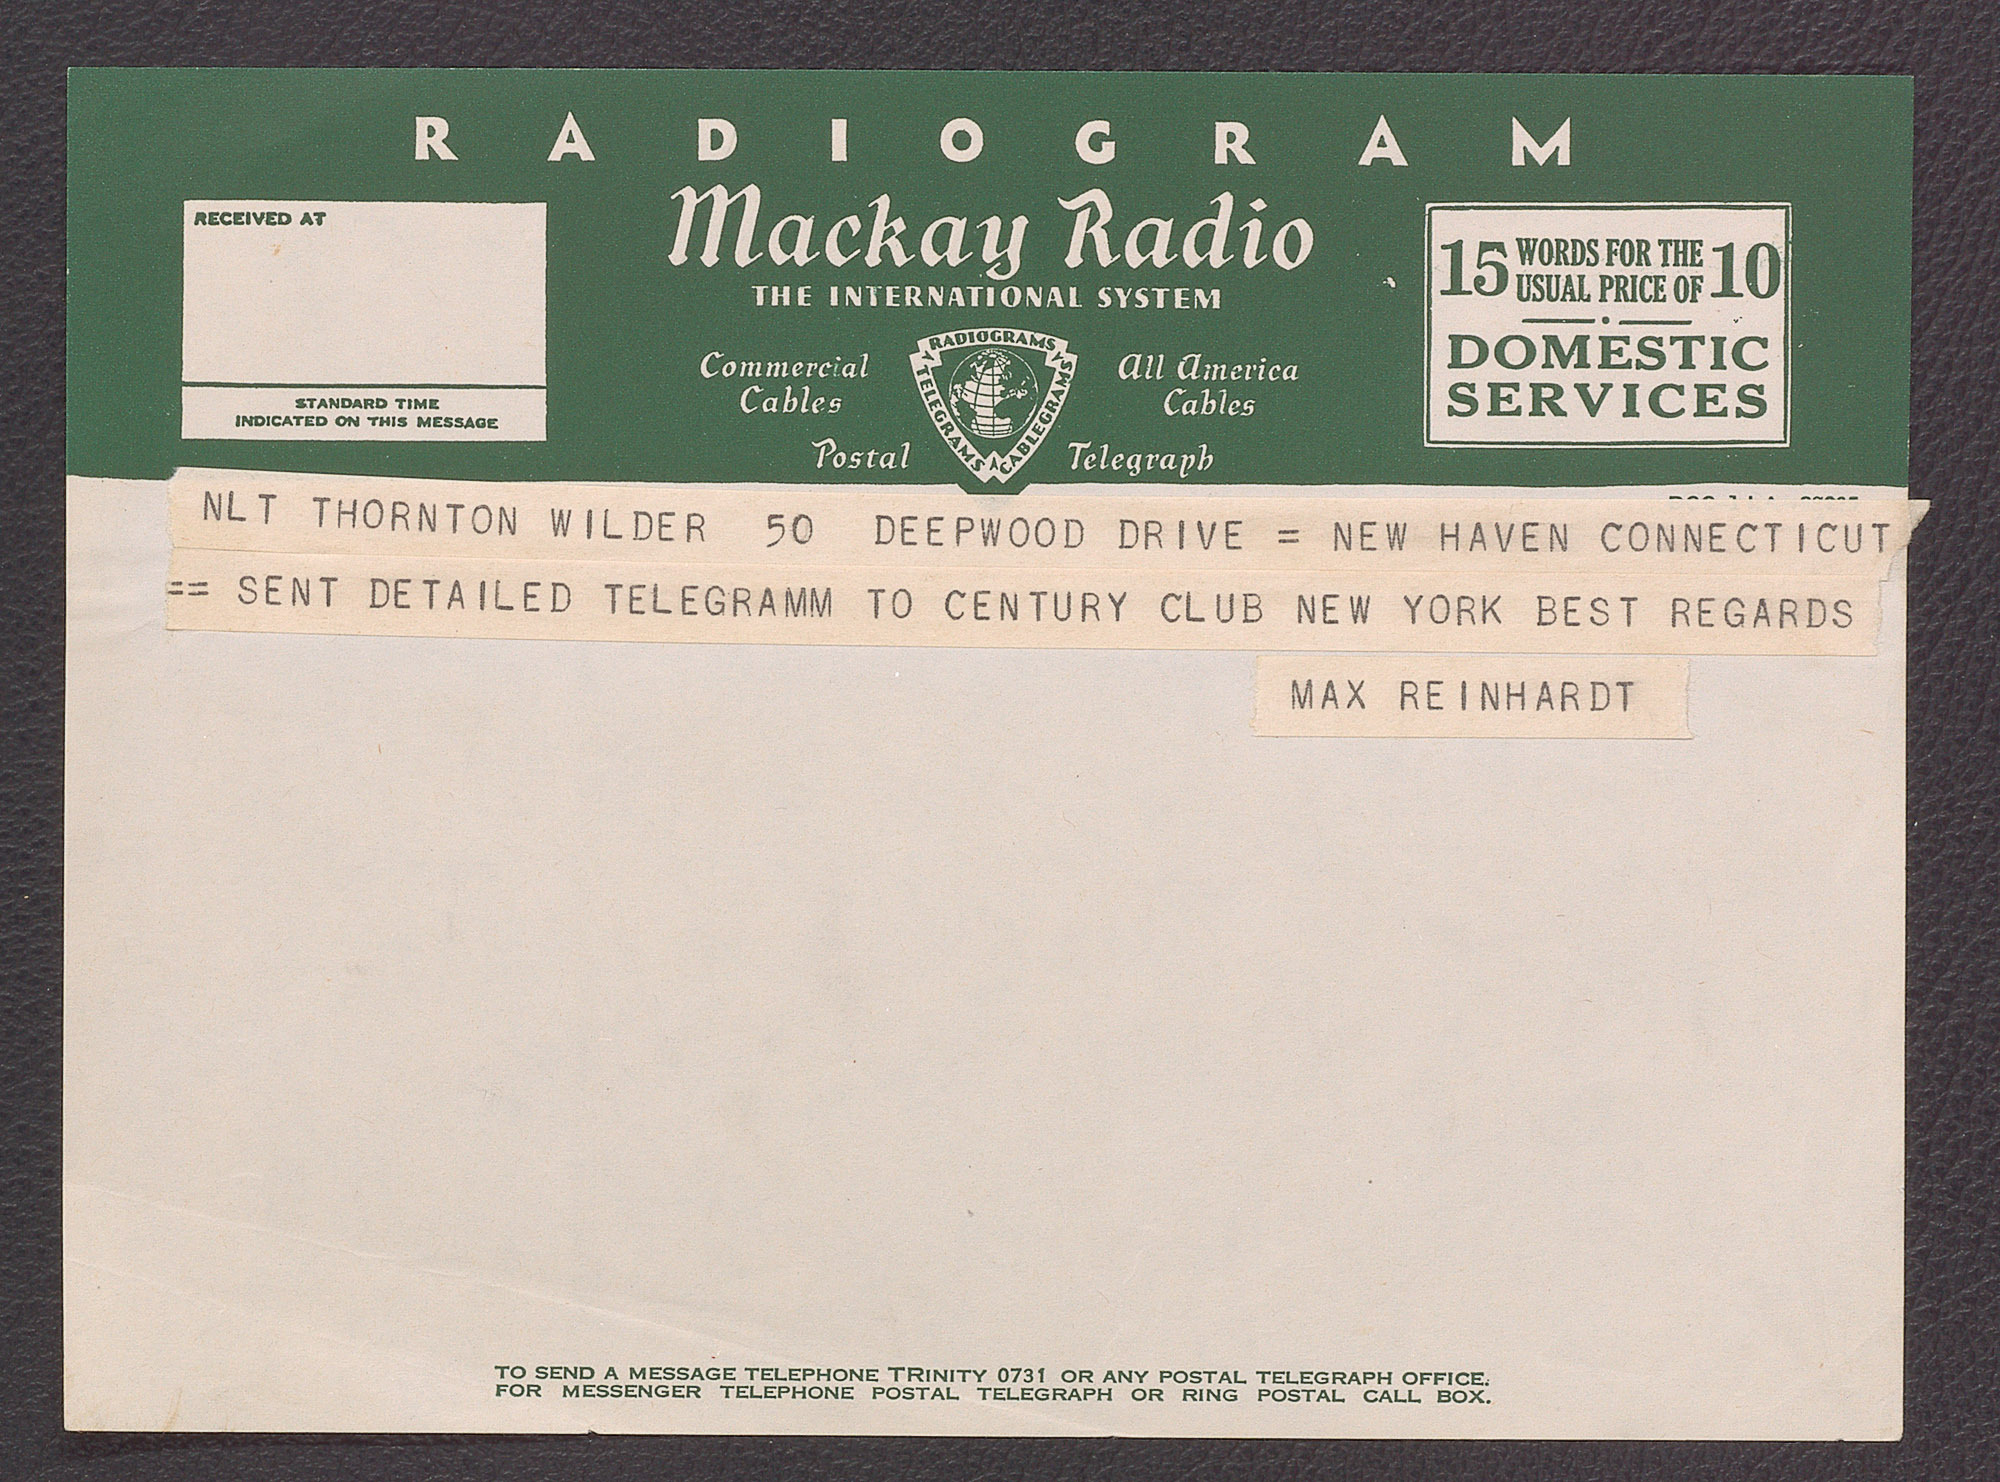 RADIOGRAM
Mackay Radio
THE INTERNATIONAL SYSTEM
RECEIVED AT
STANDARD TIME
INDICATED ON THIS MESSAGE
Commercial
Cables
All America
Cables
Postal
Telegraph
RADIOGRAMS
TELEGRAMS
CABLEGRAMS
15 WORDS FOR THE
USUAL PRICE OF 10
DOMESTIC
SERVICES
NLT THORNTON WILDER 50 DEEPWOOD DRIVE = NEW HAVEN CONNECTICUT
== SENT DETAILED TELEGRAMM TO CENTURY CLUB NEW YORK BEST REGARDS
MAX REINHARDT
TO SEND A MESSAGE TELEPHONE TRINITY 0731 OR ANY POSTAL TELEGRAPH OFFICE.
FOR MESSENGER TELEPHONE POSTAL TELEGRAPH OR RING POSTAL CALL BOX.